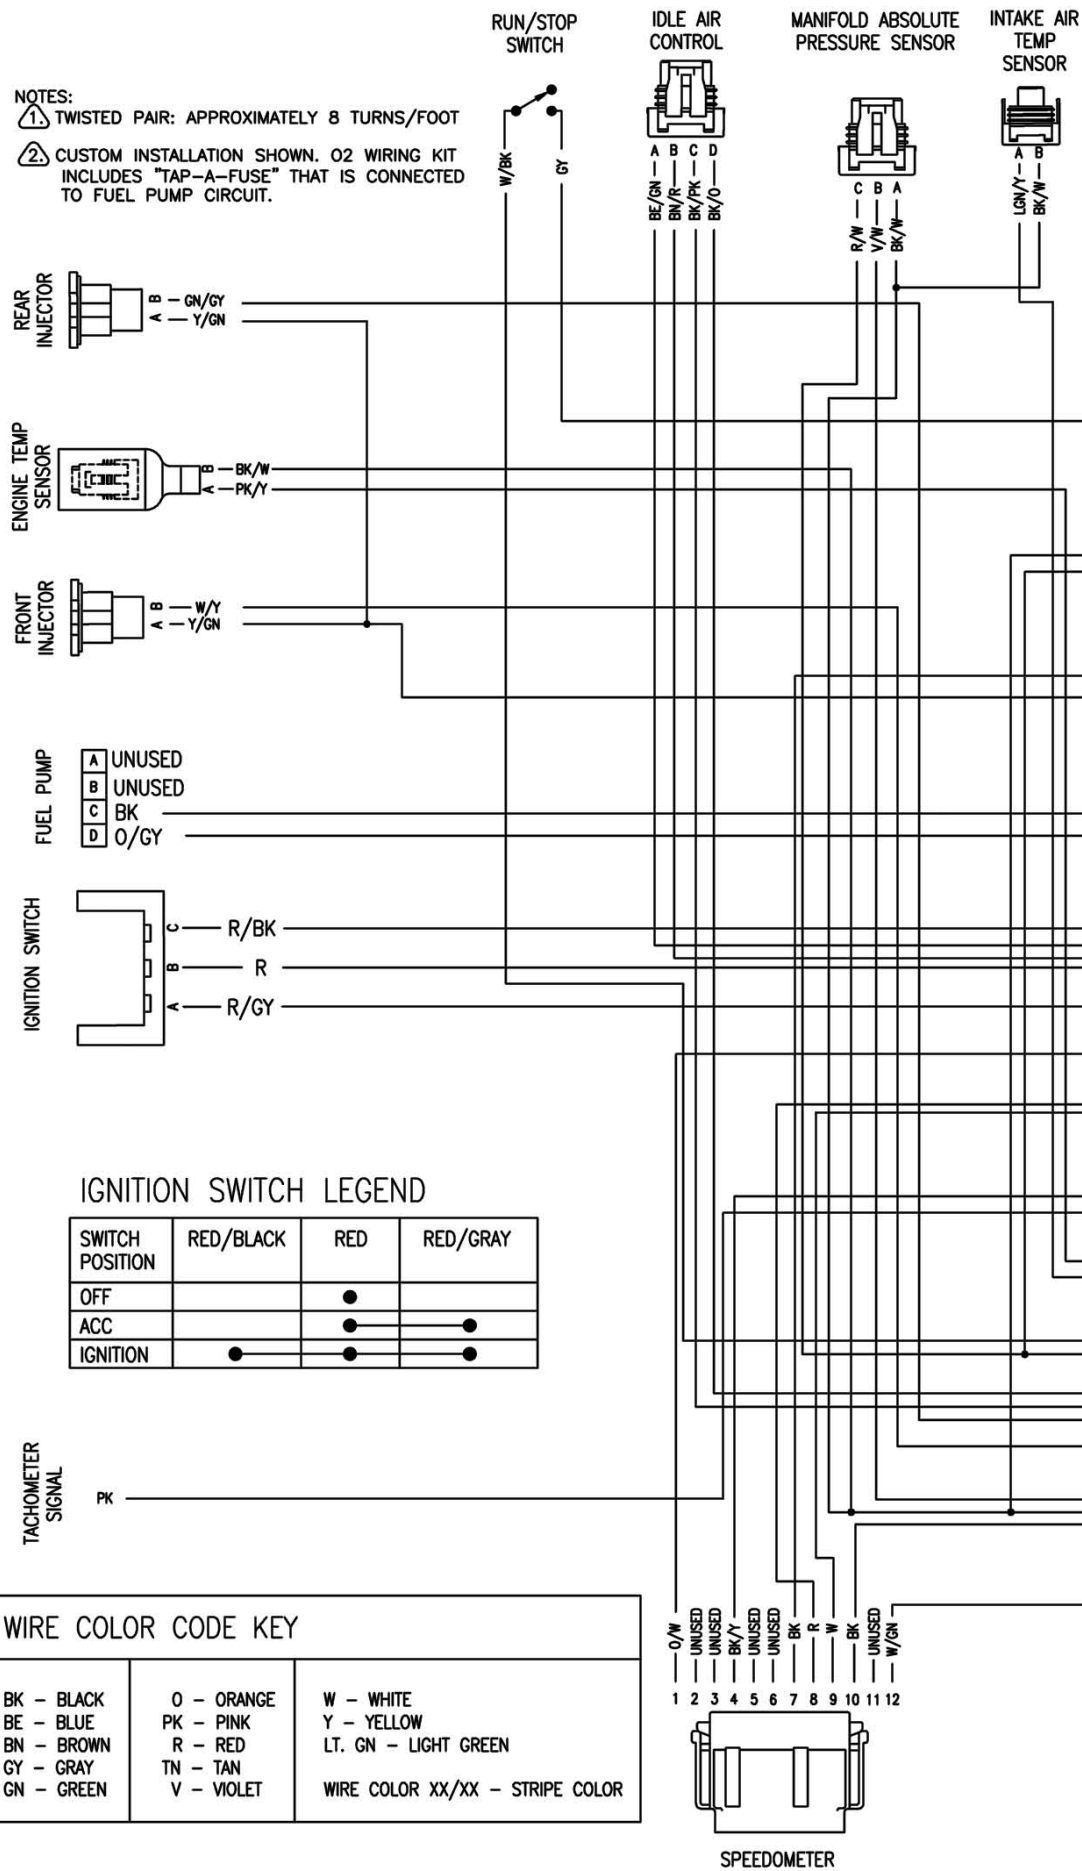 RUN/STOP
SWITCH
IDLE AIR
CONTROL
MANIFOLD ABSOLUTE
PRESSURE SENSOR
INTAKE AIR
TEMP
SENSOR
NOTES:
1. TWISTED PAIR: APPROXIMATELY 8 TURNS/FOOT
2. CUSTOM INSTALLATION SHOWN. O2 WIRING KIT
INCLUDES "TAP-A-FUSE" THAT IS CONNECTED
TO FUEL PUMP CIRCUIT.
W/BK
GY
A B C D
BE/GN
BN/R
BK/PK
BK/O
C B A
R/W
V/W
BK/W
A B
LGN/Y
BK/W
REAR
INJECTOR
B GN/GY
A Y/GN
ENGINE TEMP
SENSOR
B BK/W
A PK/Y
FRONT
INJECTOR
B W/Y
A Y/GN
FUEL PUMP
A UNUSED
B UNUSED
C BK
D O/GY
IGNITION SWITCH
C R/BK
B R
A R/GY
IGNITION SWITCH LEGEND
SWITCH
POSITION
RED/BLACK
RED
RED/GRAY
OFF
ACC
IGNITION
TACHOMETER
SIGNAL
PK
WIRE COLOR CODE KEY
BK - BLACK
BE - BLUE
BN - BROWN
GY - GRAY
GN - GREEN
O - ORANGE
PK - PINK
R - RED
TN - TAN
V - VIOLET
W - WHITE
Y - YELLOW
LT. GN - LIGHT GREEN
WIRE COLOR XX/XX - STRIPE COLOR
O/W
UNUSED
UNUSED
BK/Y
UNUSED
UNUSED
BK
R
W
BK
UNUSED
W/GN
1 2 3 4 5 6 7 8 9 10 11 12
SPEEDOMETER